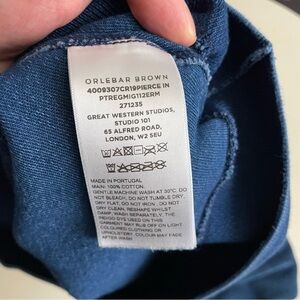 ORLEBAR BROWN
4009307CR19PIERCE IN
PTREGMIG112ERM
271235
GREAT WESTERN STUDIOS,
STUDIO 101
65 ALFRED ROAD,
LONDON, W2 5EU
MADE IN PORTUGAL
MAIN: 100% COTTON.
GENTLE MACHINE WASH AT 30°C. DO
NOT BLEACH, DO NOT TUMBLE DRY,
DRY FLAT, DO NOT IRON, DO NOT
DRY CLEAN, RESHAPE WHILST
DAMP, WASH SEPARATELY, THE
INDIGO DYE USED ON THIS
GARMENT MAY RUB OFF ON LIGHT
COLOURED CLOTHING OR
UPHOLSTERY. COLOUR MAY FADE
AFTER WASH